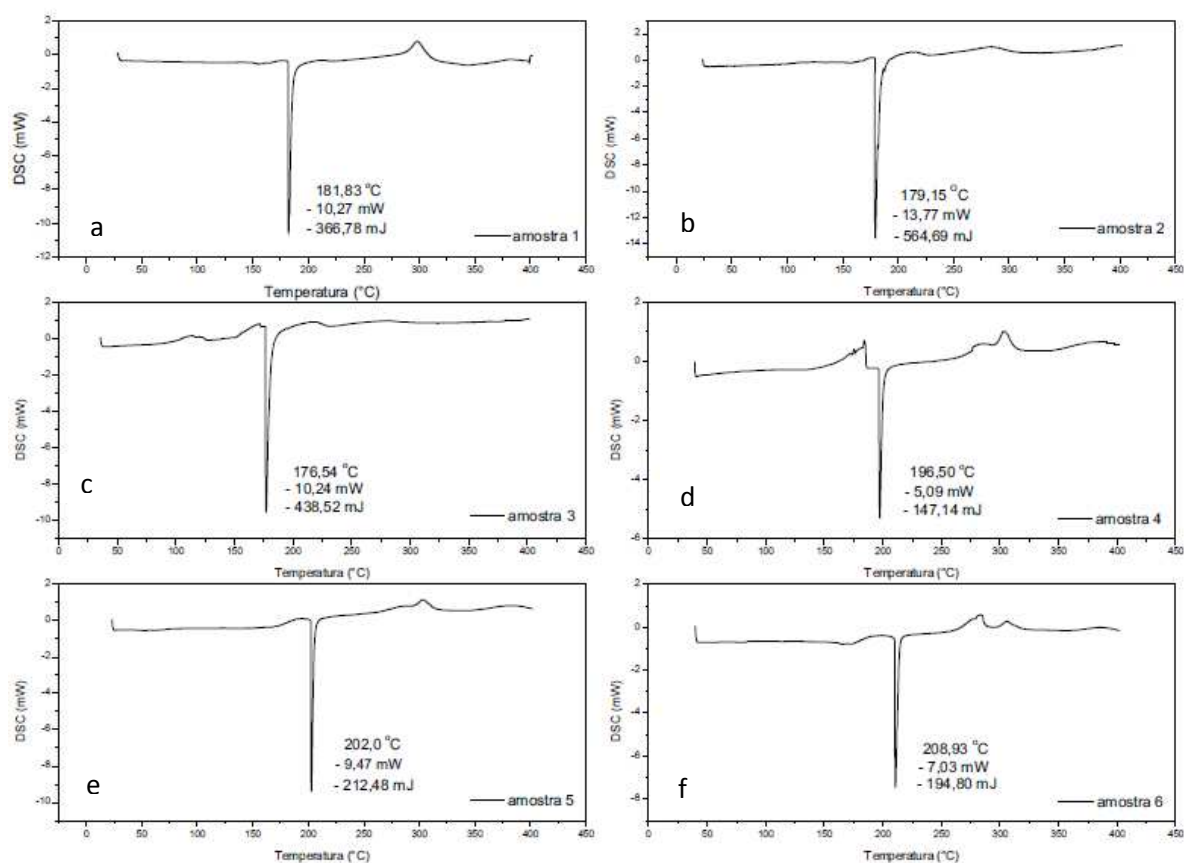 2
0
-2
-4
-6
-8
-10
-12
DSC (mW)
181,83 °C
- 10,27 mW
- 366,78 mJ
a
amostra 1
0 50 100 150 200 250 300 350 400 450
Temperatura (°C)
2
0
-2
-4
-6
-8
-10
-12
-14
DSC (mW)
179,15 °C
- 13,77 mW
- 564,69 mJ
b
amostra 2
-50 0 50 100 150 200 250 300 350 400 450
Temperatura (°C)
2
0
-2
-4
-6
-8
-10
DSC (mW)
176,54 °C
- 10,24 mW
- 438,52 mJ
c
amostra 3
0 50 100 150 200 250 300 350 400 450
Temperatura (°C)
2
0
-2
-4
-6
DSC (mW)
196,50 °C
- 5,09 mW
- 147,14 mJ
d
amostra 4
0 50 100 150 200 250 300 350 400 450
Temperatura (°C)
2
0
-2
-4
-6
-8
-10
DSC (mW)
202,0 °C
- 9,47 mW
- 212,48 mJ
e
amostra 5
0 50 100 150 200 250 300 350 400 450
Temperatura (°C)
2
0
-2
-4
-6
-8
DSC (mW)
208,93 °C
- 7,03 mW
- 194,80 mJ
f
amostra 6
0 50 100 150 200 250 300 350 400 450
Temperatura (°C)